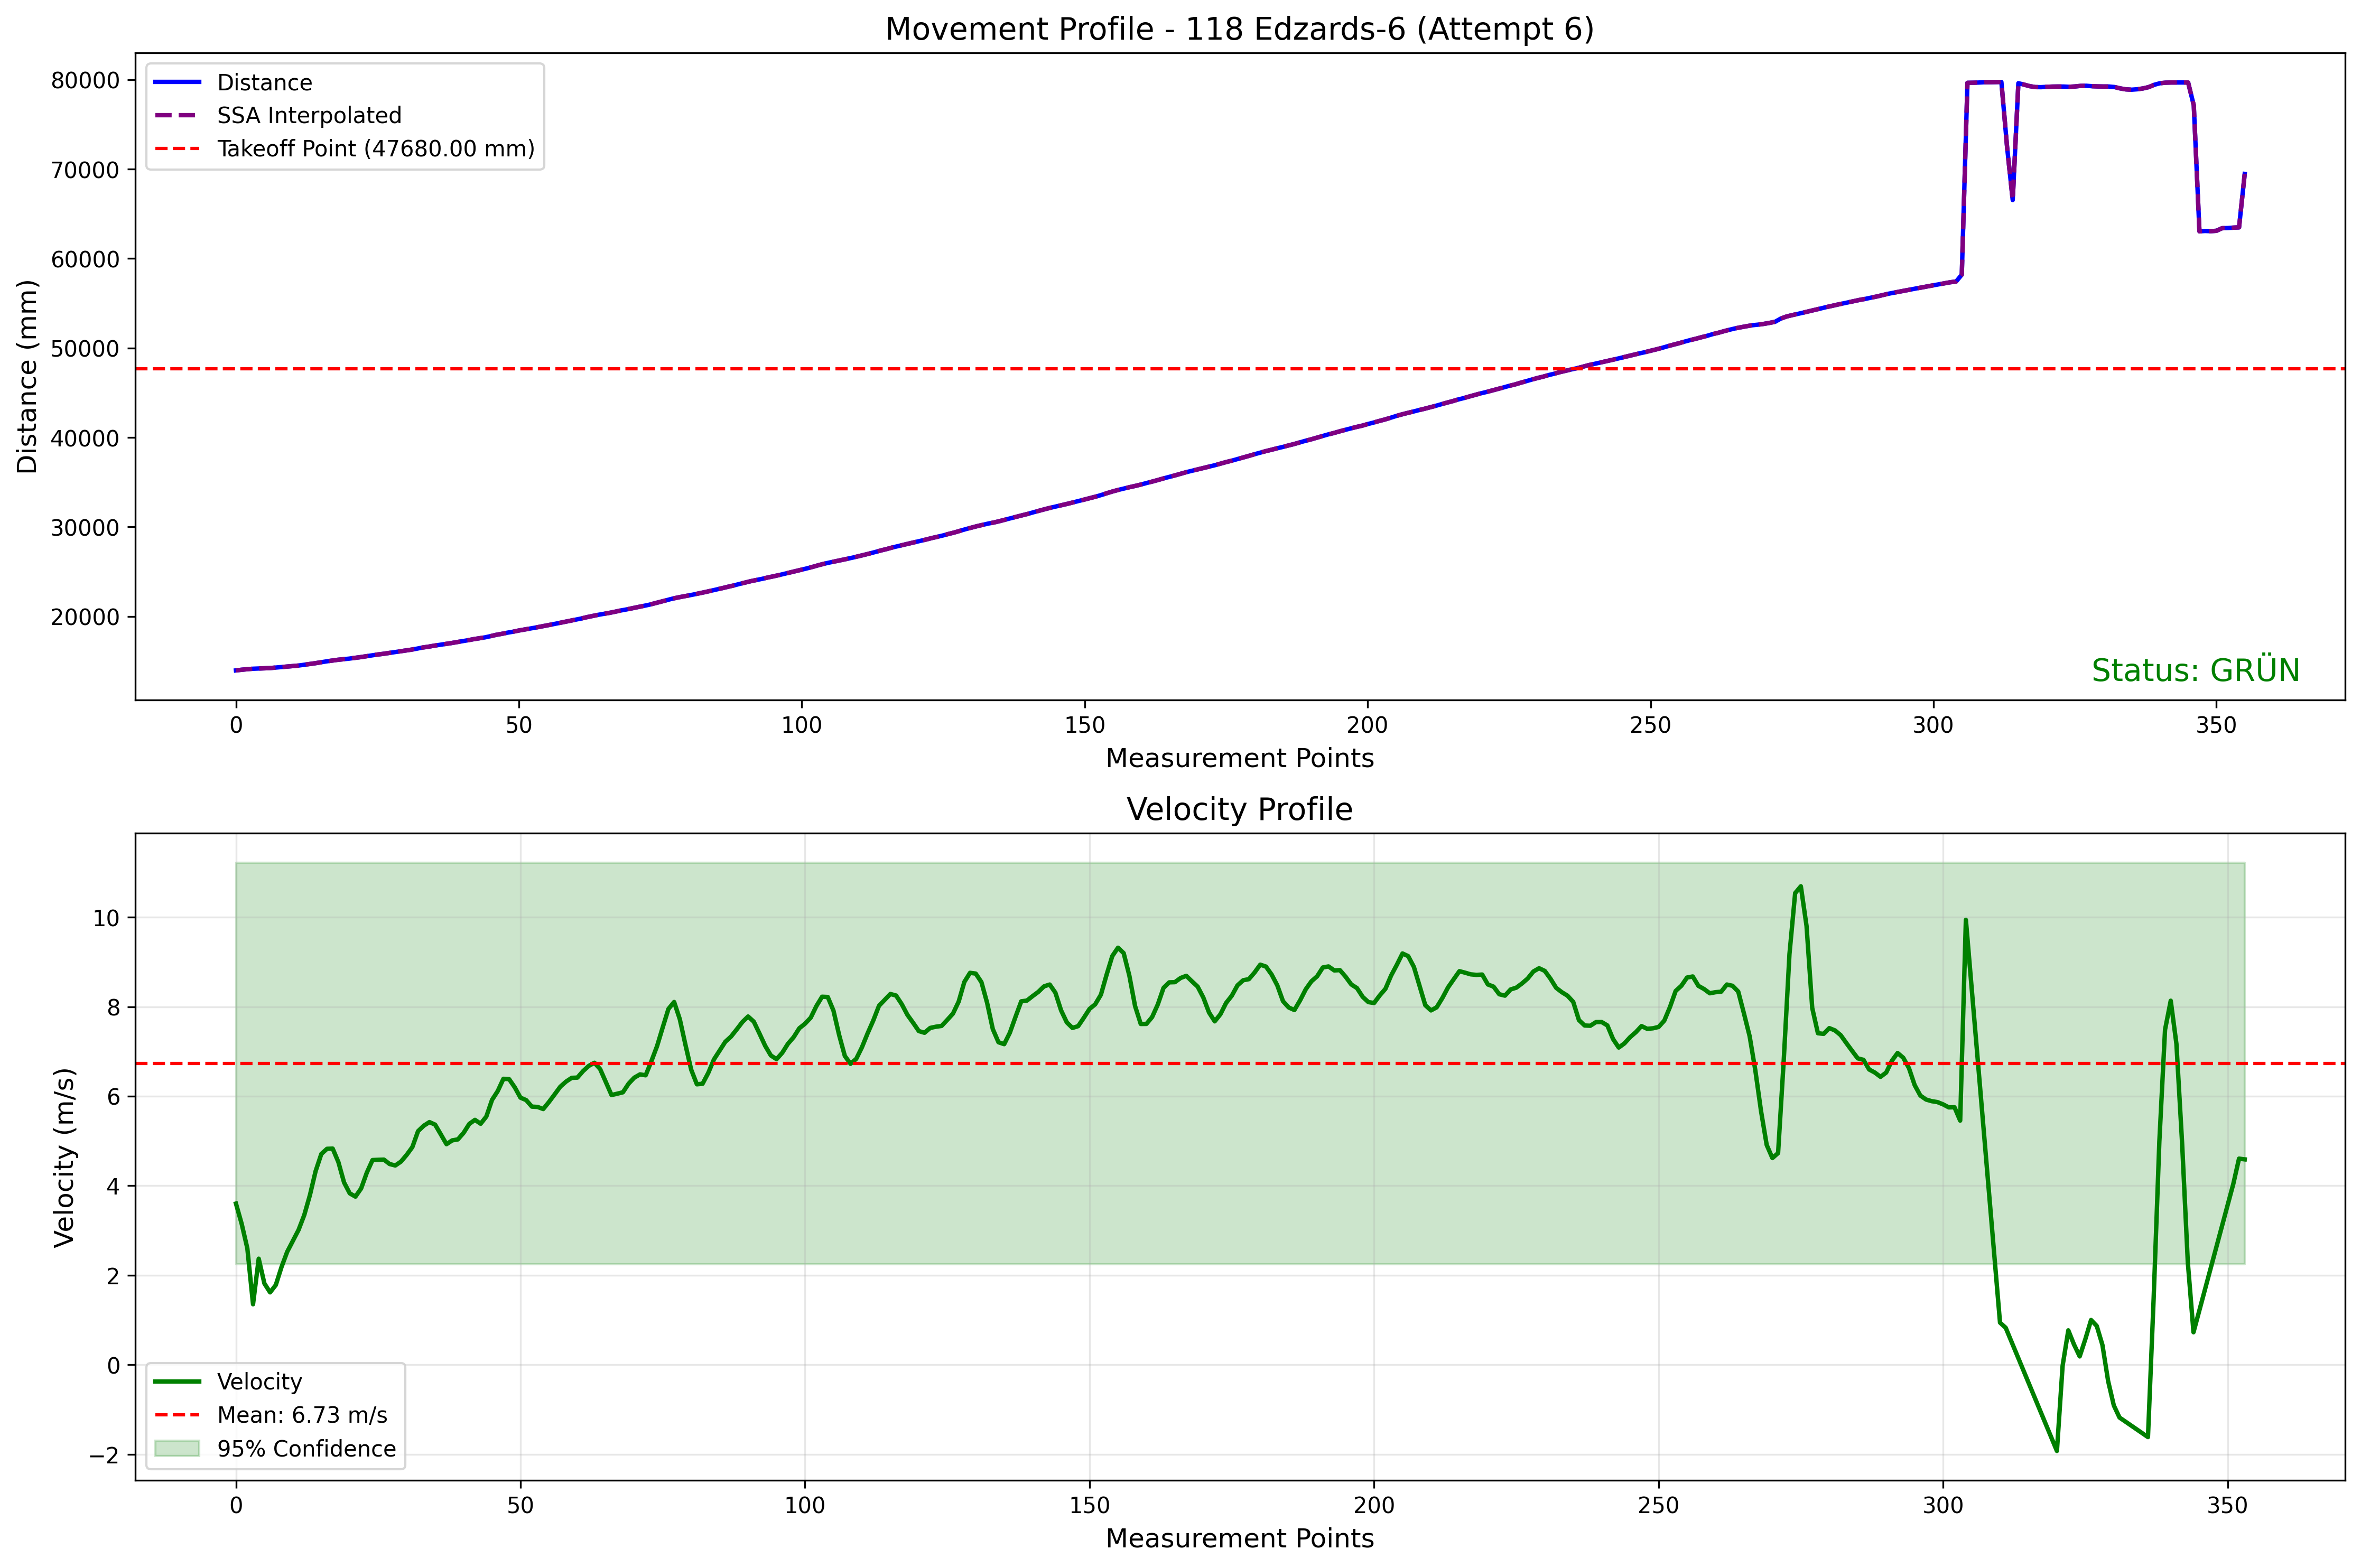 Movement Profile - 118 Edzards-6 (Attempt 6)
Distance
SSA Interpolated
Takeoff Point (47680.00 mm)
Distance (mm)
80000
70000
60000
50000
40000
30000
20000
Status: GRÜN
0 50 100 150 200 250 300 350
Measurement Points
Velocity Profile
Velocity (m/s)
10
8
6
4
2
0
−2
Velocity
Mean: 6.73 m/s
95% Confidence
0 50 100 150 200 250 300 350
Measurement Points